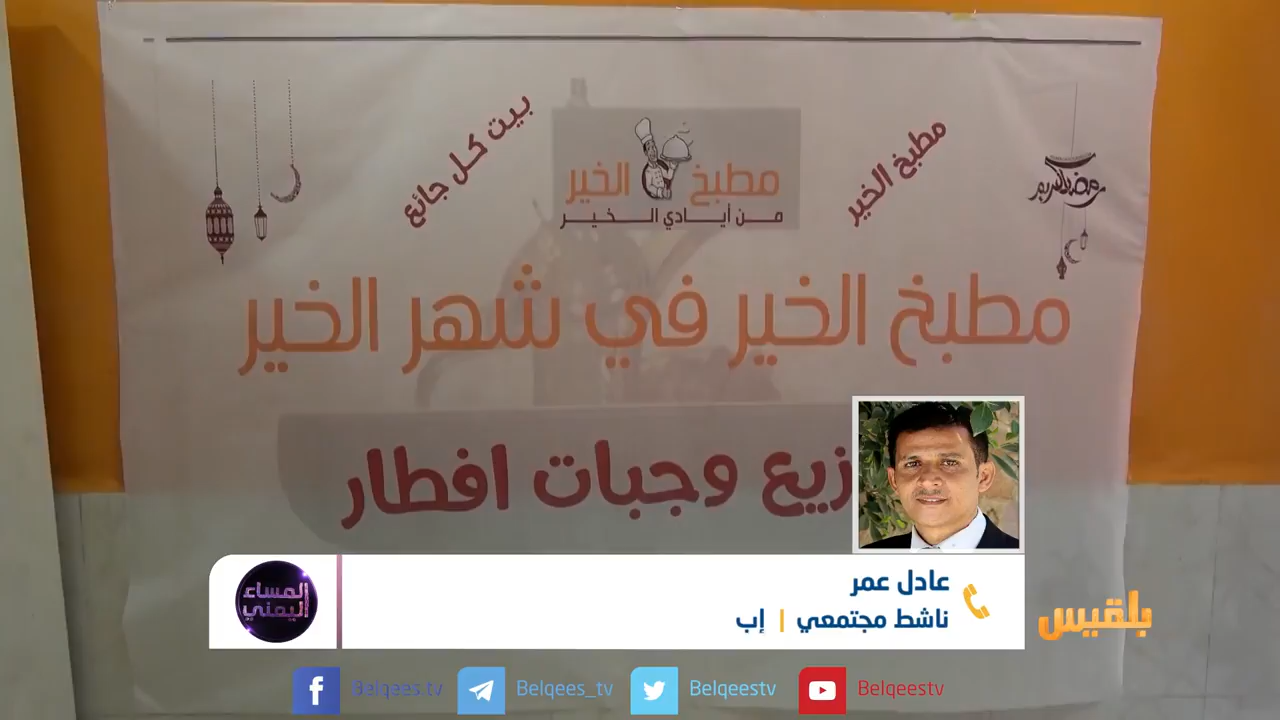 مطبخ الخير
بيت كل جائع
رمضان كريم
مطبخ الخير
من أيادي الخير
مطبخ الخير في شهر الخير
وجبات افطار
عادل عمر
ناشط مجتمعي | إب
المساء اليمني
بلقيس
Belqees.tv
Belqees_tv
Belqeestv
Belqeestv